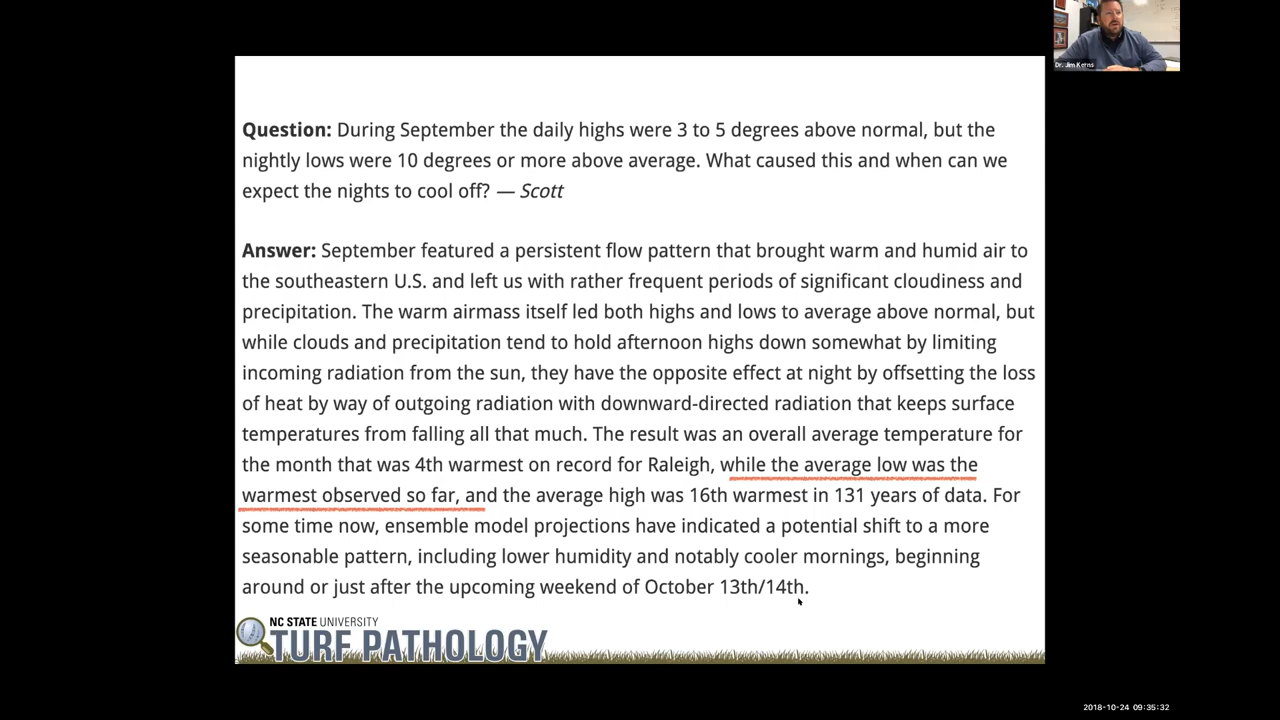 Dr. Jim Kerns
Question: During September the daily highs were 3 to 5 degrees above normal, but the
nightly lows were 10 degrees or more above average. What caused this and when can we
expect the nights to cool off? — Scott
Answer: September featured a persistent flow pattern that brought warm and humid air to
the southeastern U.S. and left us with rather frequent periods of significant cloudiness and
precipitation. The warm airmass itself led both highs and lows to average above normal, but
while clouds and precipitation tend to hold afternoon highs down somewhat by limiting
incoming radiation from the sun, they have the opposite effect at night by offsetting the loss
of heat by way of outgoing radiation with downward-directed radiation that keeps surface
temperatures from falling all that much. The result was an overall average temperature for
the month that was 4th warmest on record for Raleigh, while the average low was the
warmest observed so far, and the average high was 16th warmest in 131 years of data. For
some time now, ensemble model projections have indicated a potential shift to a more
seasonable pattern, including lower humidity and notably cooler mornings, beginning
around or just after the upcoming weekend of October 13th/14th.
NC STATE UNIVERSITY
TURF PATHOLOGY
2018-10-24 09:35:32